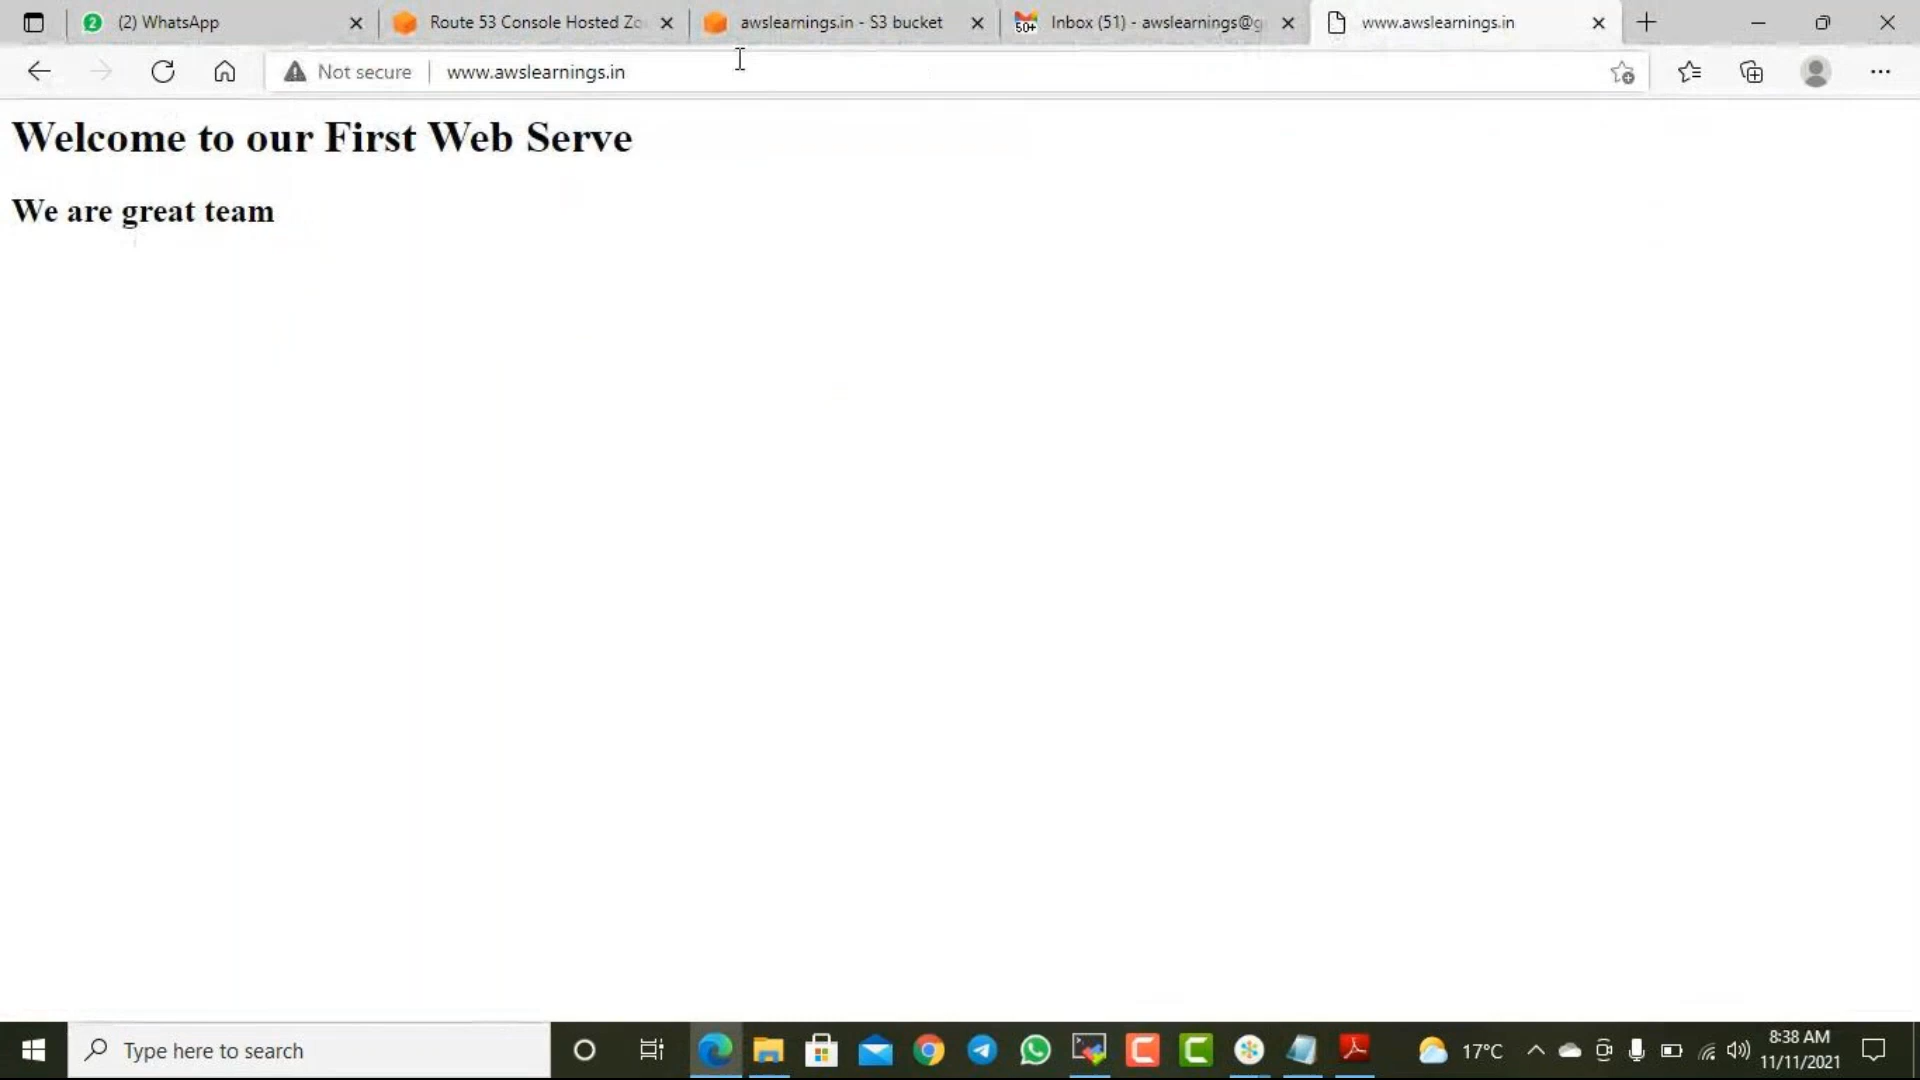 (2) WhatsApp
Route 53 Console Hosted Zo
awslearnings.in - S3 bucket
50+
Inbox (51) - awslearnings@g
www.awslearnings.in
Not secure
www.awslearnings.in
Welcome to our First Web Serve
We are great team
Type here to search
17°C
8:38 AM
11/11/2021